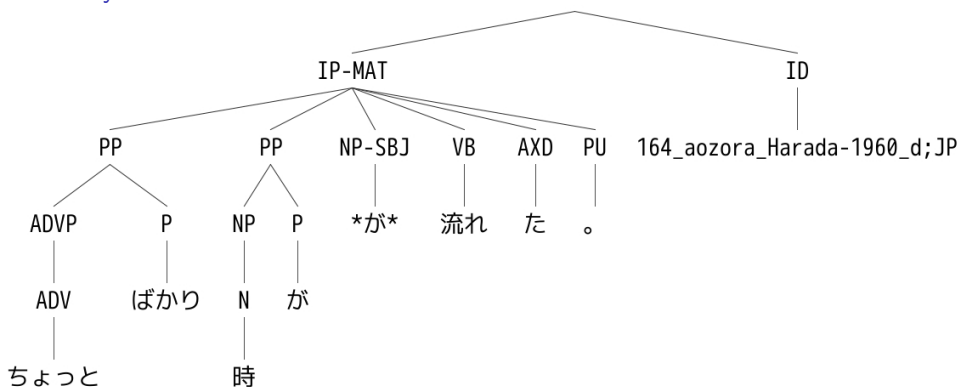 IP-MAT ID
PP PP NP-SBJ VB AXD PU 164_aozora_Harada-1960_d;JP
ADVP P NP P *が* 流れ た 。
ADV ばかり N が
ちょっと 時